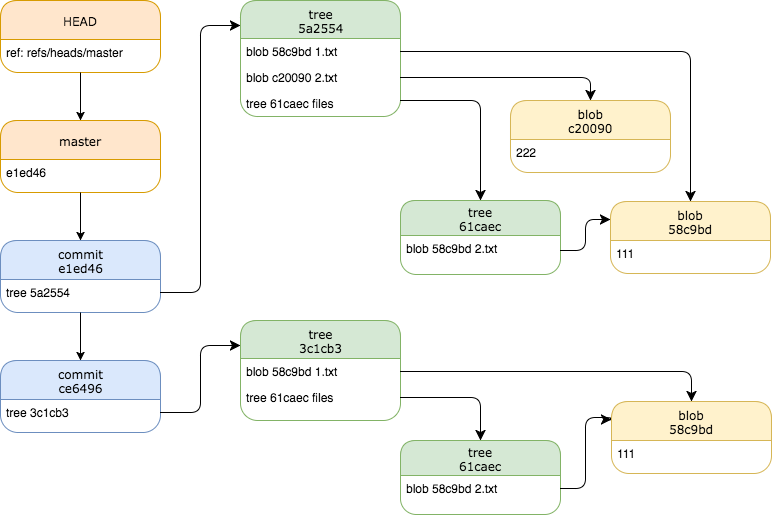 HEAD
ref: refs/heads/master
master
e1ed46
commit
e1ed46
tree 5a2554
commit
ce6496
tree 3c1cb3
tree
5a2554
blob 58c9bd 1.txt
blob c20090 2.txt
tree 61caec files
blob
c20090
222
tree
61caec
blob 58c9bd 2.txt
blob
58c9bd
111
tree
3c1cb3
blob 58c9bd 1.txt
tree 61caec files
tree
61caec
blob 58c9bd 2.txt
blob
58c9bd
111